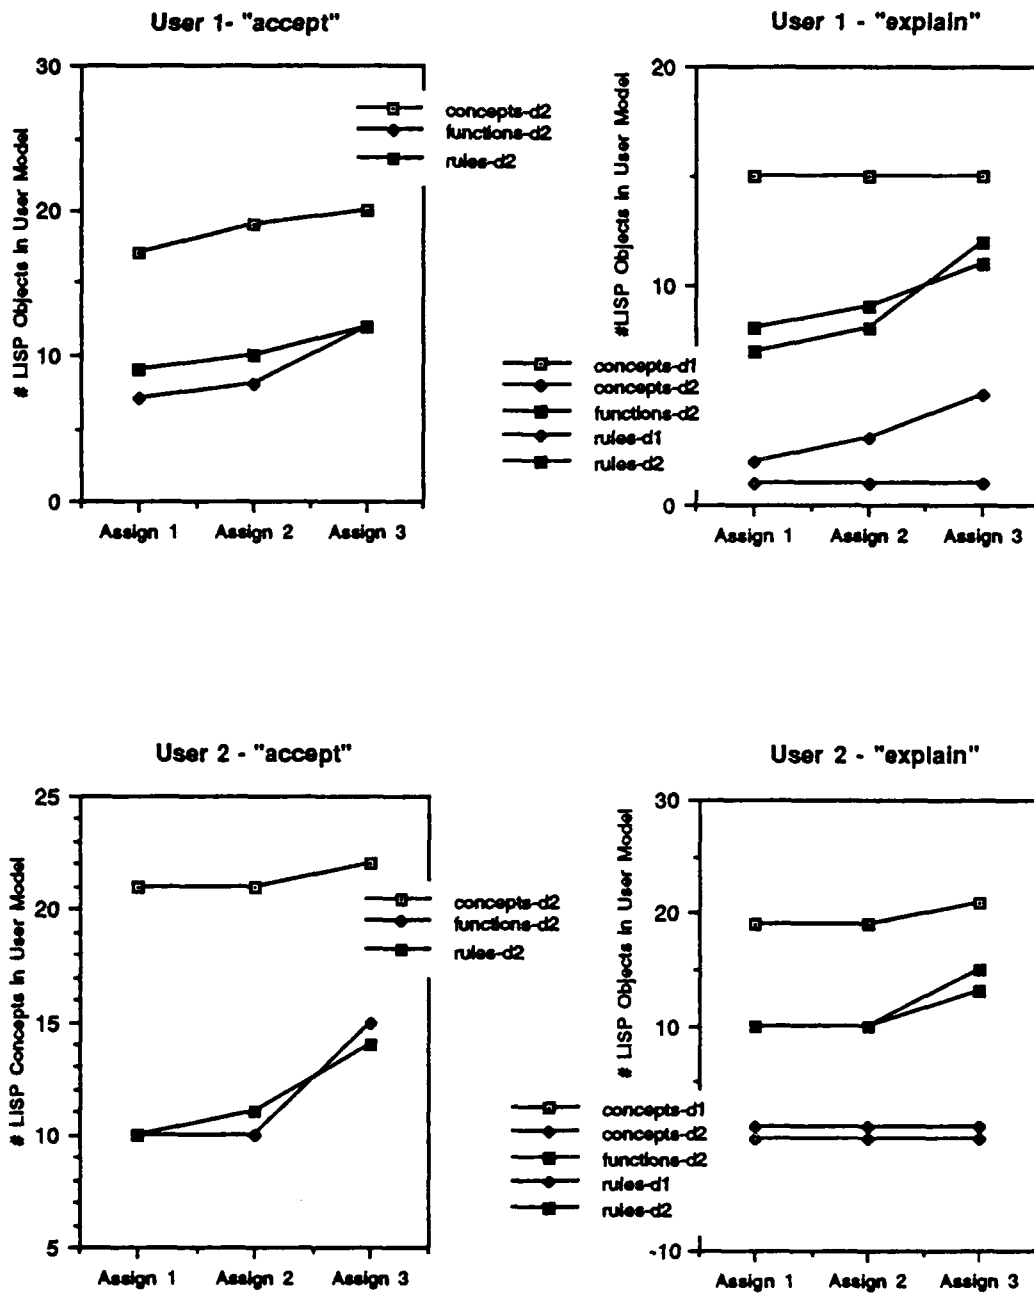 User 1- "accept"
# LISP Objects in User Model
30
20
10
0
concepts-d2
functions-d2
rules-d2
Assign 1 Assign 2 Assign 3
User 1 - "explain"
#LISP Objects in User Model
20
10
0
concepts-d1
concepts-d2
functions-d2
rules-d1
rules-d2
Assign 1 Assign 2 Assign 3
User 2 - "accept"
# LISP Concepts in User Model
25
20
15
10
5
concepts-d2
functions-d2
rules-d2
Assign 1 Assign 2 Assign 3
User 2 - "explain"
# LISP Objects in User Model
30
20
10
-10
concepts-d1
concepts-d2
functions-d2
rules-d1
rules-d2
Assign 1 Assign 2 Assign 3